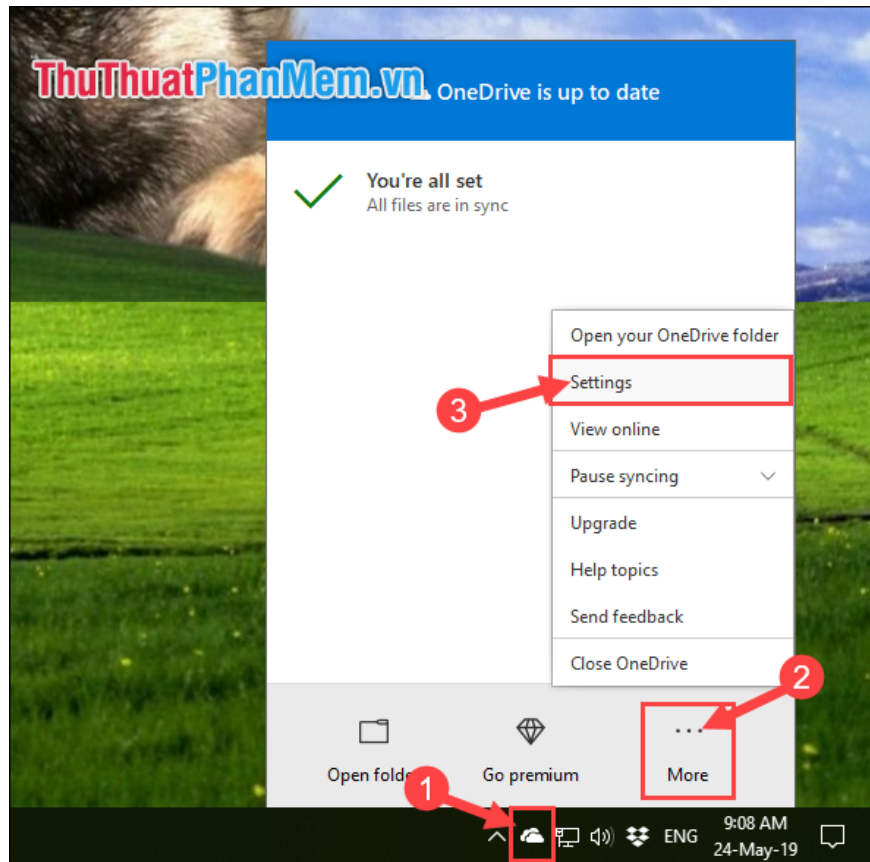 ThuThuatPhanMem.vn
OneDrive is up to date
You're all set
All files are in sync
Open your OneDrive folder
3
Settings
View online
Pause syncing
Upgrade
Help topics
Send feedback
Close OneDrive
2
Open folde
Go premium
More
1
ENG
9:08 AM
24-May-19